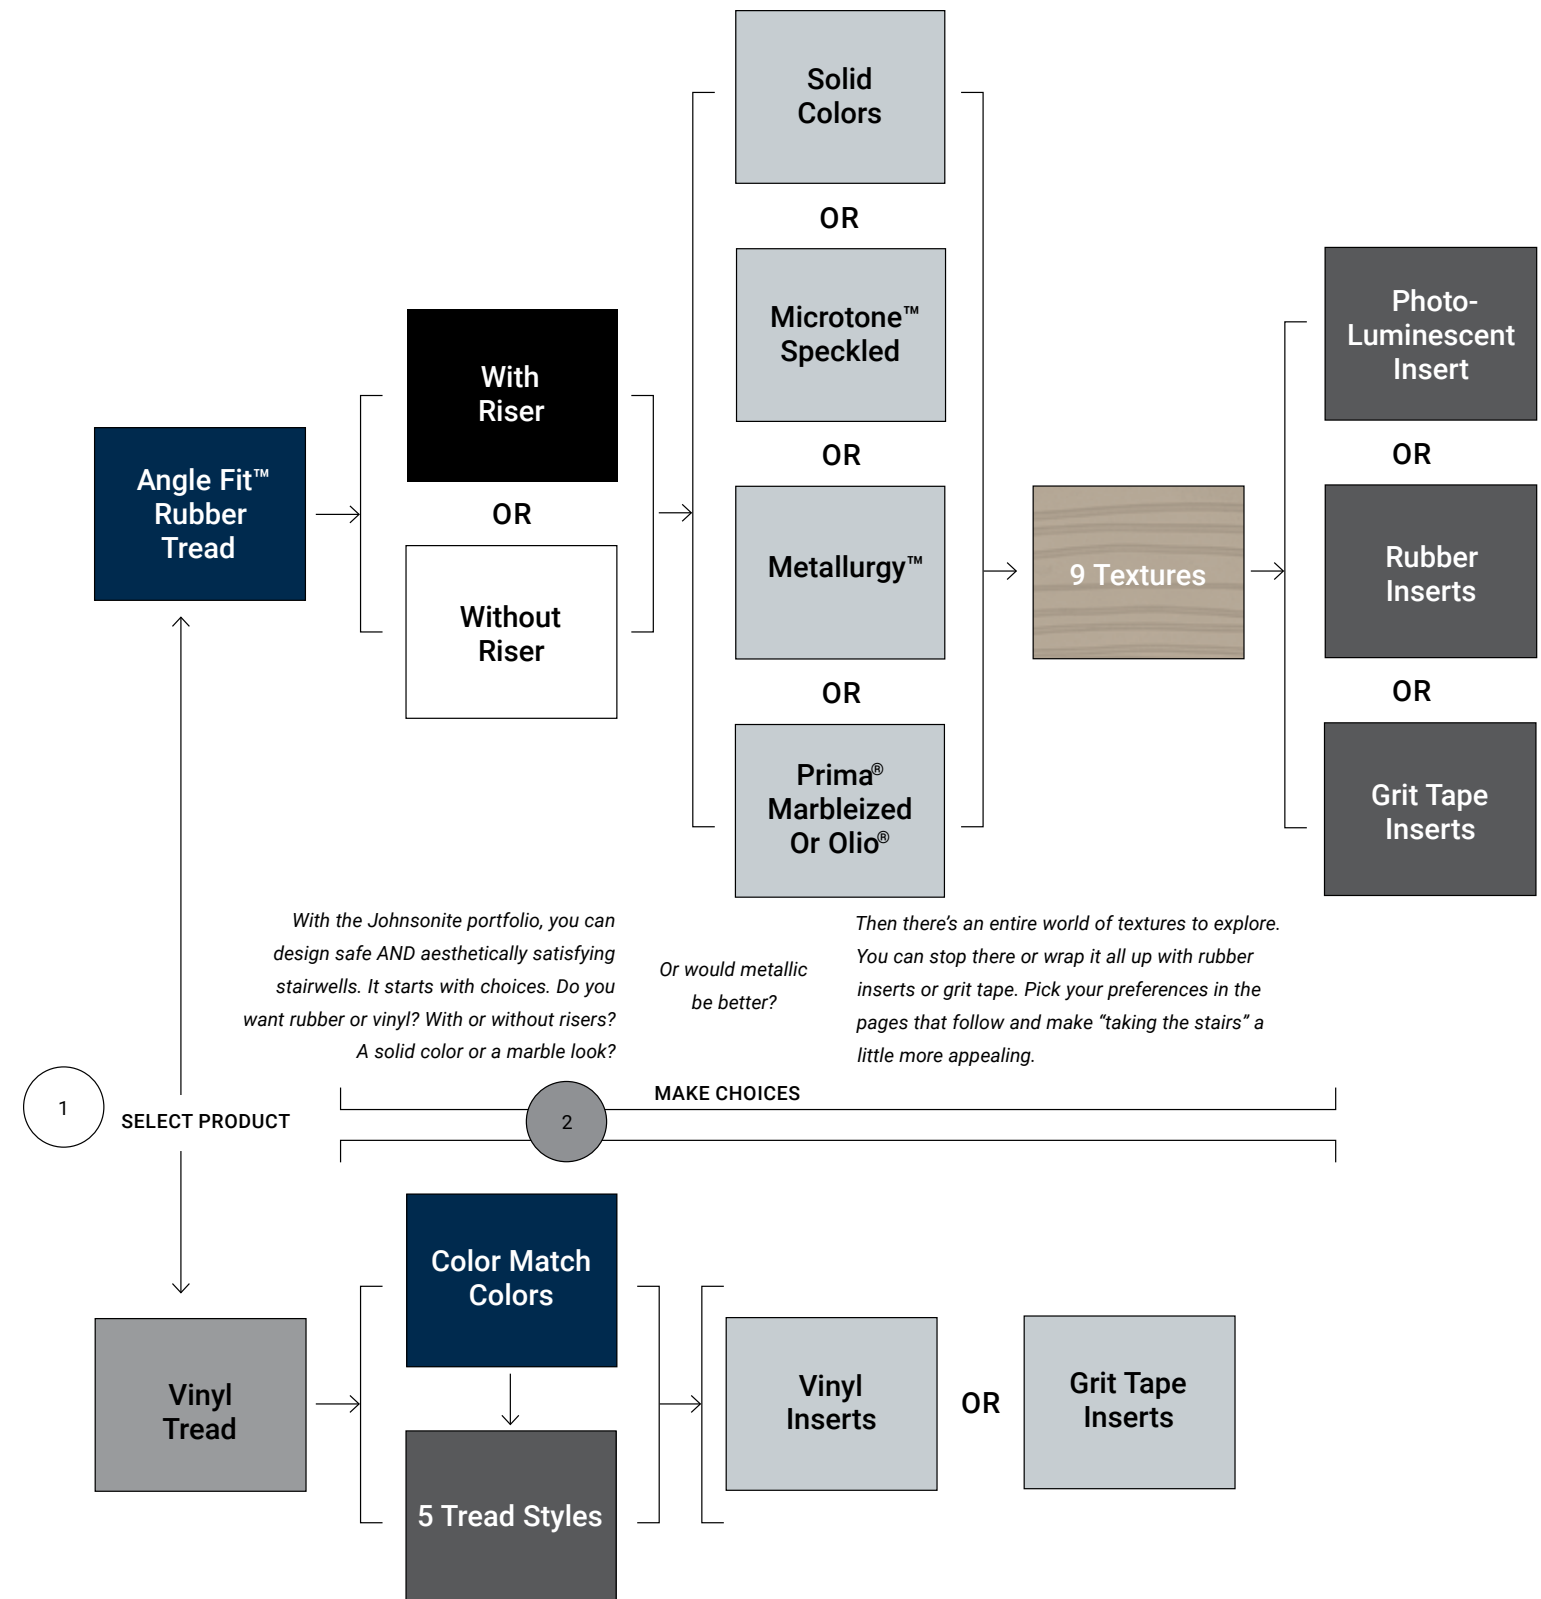 Solid
Colors
OR
Microtone™
Speckled
OR
Metallurgy™
OR
Prima®
Marbleized
Or Olio®
With
Riser
OR
Without
Riser
Angle Fit™
Rubber
Tread
9 Textures
Photo-
Luminescent
Insert
OR
Rubber
Inserts
OR
Grit Tape
Inserts
With the Johnsonite portfolio, you can
design safe AND aesthetically satisfying
stairwells. It starts with choices. Do you
want rubber or vinyl? With or without risers?
A solid color or a marble look?
Or would metallic
be better?
Then there’s an entire world of textures to explore.
You can stop there or wrap it all up with rubber
inserts or grit tape. Pick your preferences in the
pages that follow and make “taking the stairs” a
little more appealing.
1
SELECT PRODUCT
2
MAKE CHOICES
Vinyl
Tread
Color Match
Colors
5 Tread Styles
Vinyl
Inserts
OR
Grit Tape
Inserts